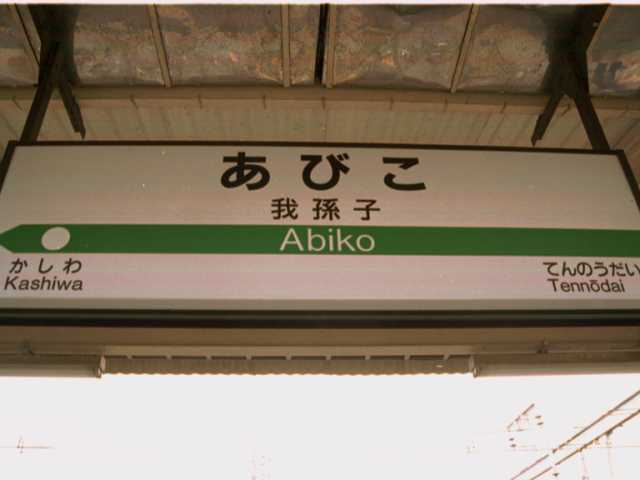 あびこ
我孫子
Abiko
かしわ
Kashiwa
てんのうだい
Tennōdai